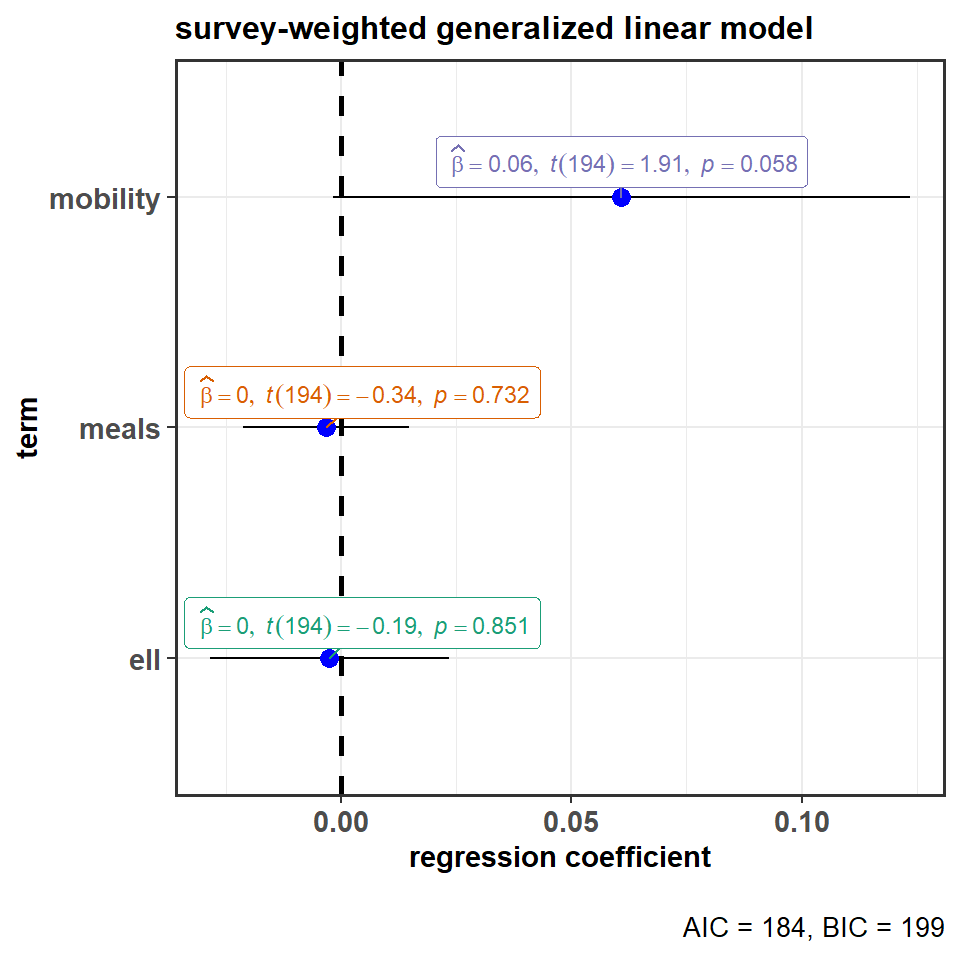 survey-weighted generalized linear model
β̂ = 0.06, t(194) = 1.91, p = 0.058
mobility
β̂ = 0, t(194) = −0.34, p = 0.732
meals
term
β̂ = 0, t(194) = −0.19, p = 0.851
ell
0.00 0.05 0.10
regression coefficient
AIC = 184, BIC = 199